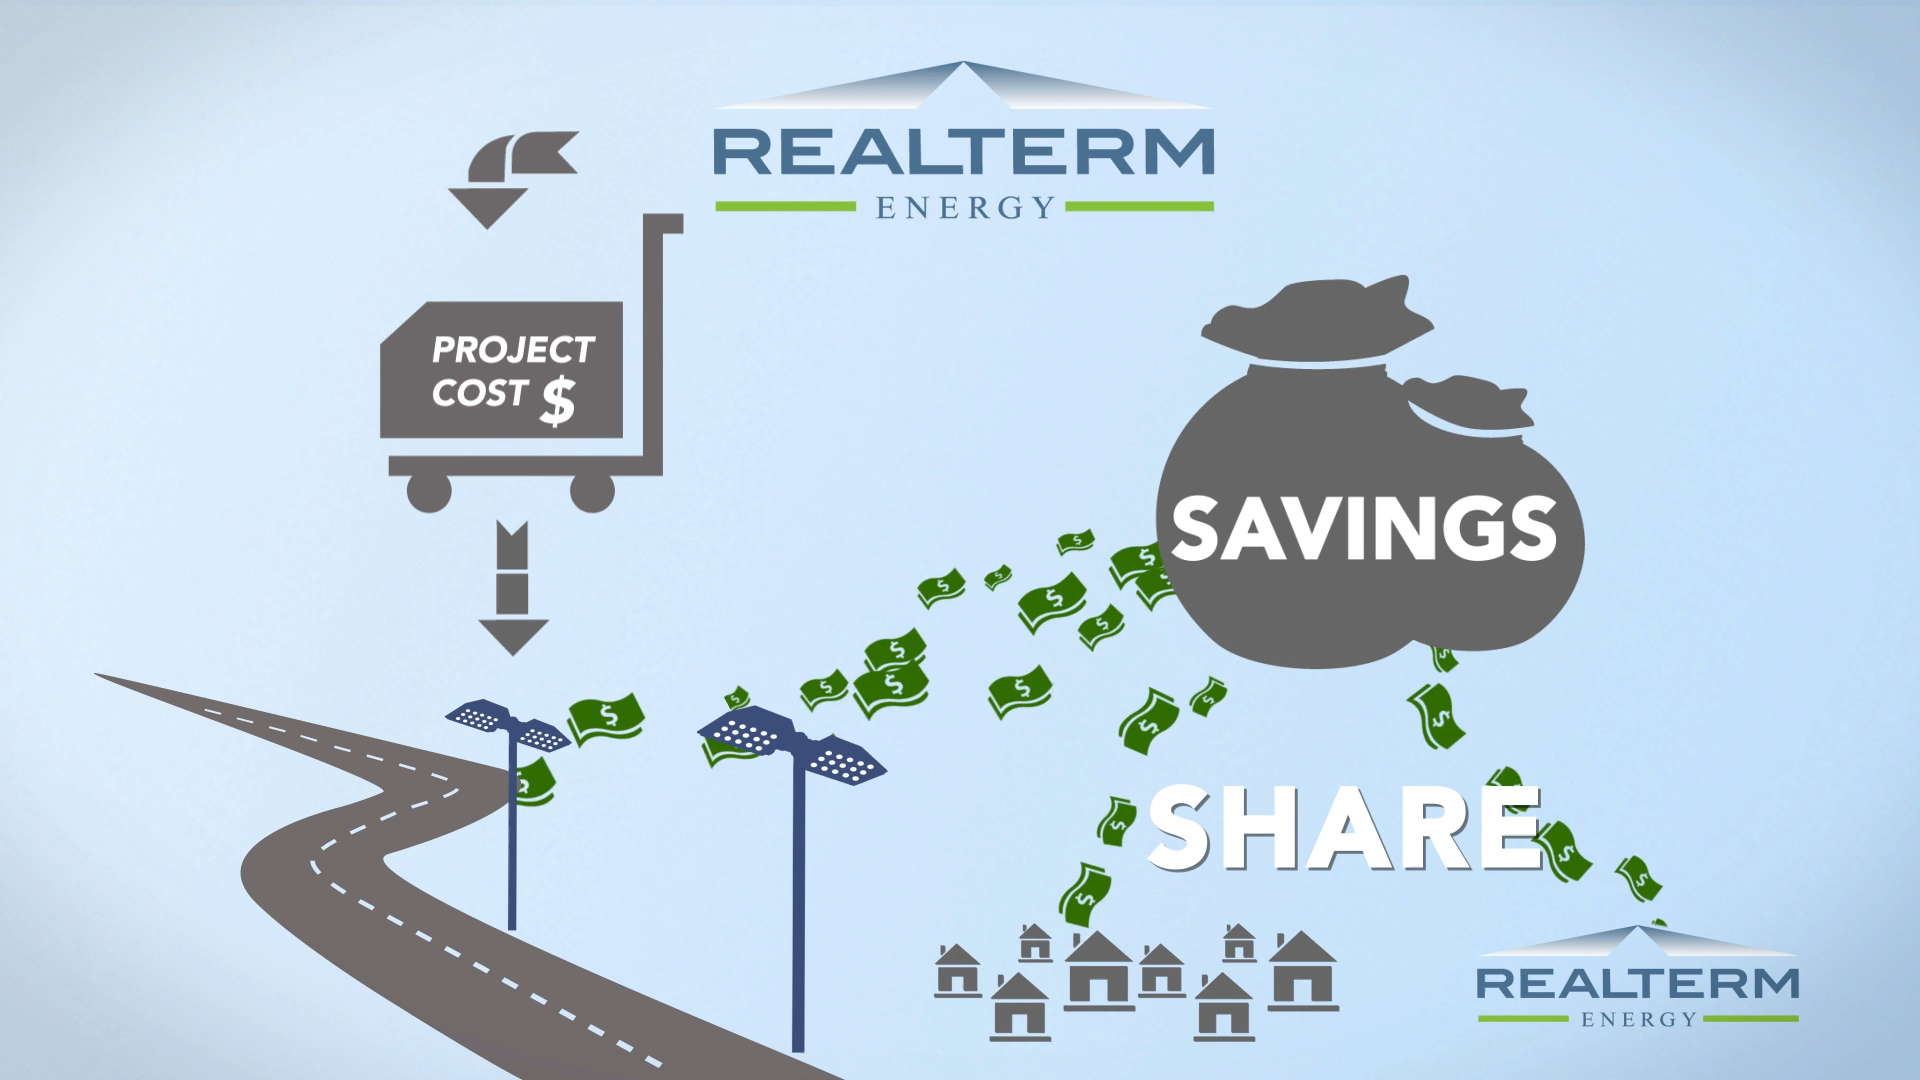 REALTERM
ENERGY
PROJECT
COST $
SAVINGS
SHARE
REALTERM
ENERGY